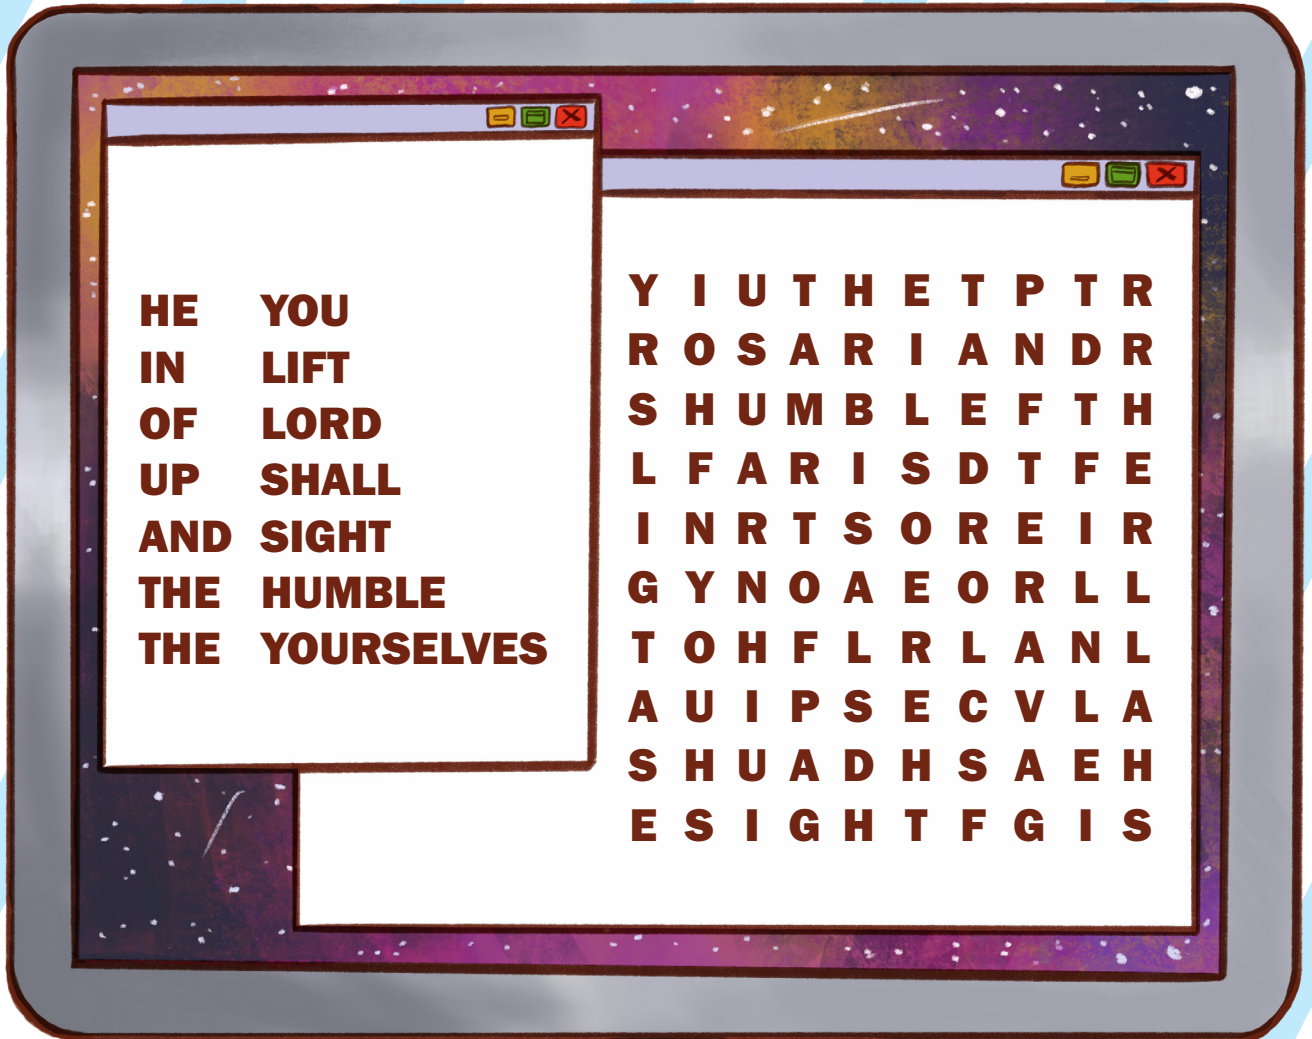 HE YOU
IN LIFT
OF LORD
UP SHALL
AND SIGHT
THE HUMBLE
THE YOURSELVES
Y I U T H E T P T R
R O S A R I A N D R
S H U M B L E F T H
L F A R I S D T F E
I N R T S O R E I R
G Y N O A E O R L L
T O H F L R L A N L
A U I P S E C V L A
S H U A D H S A E H
E S I G H T F G I S